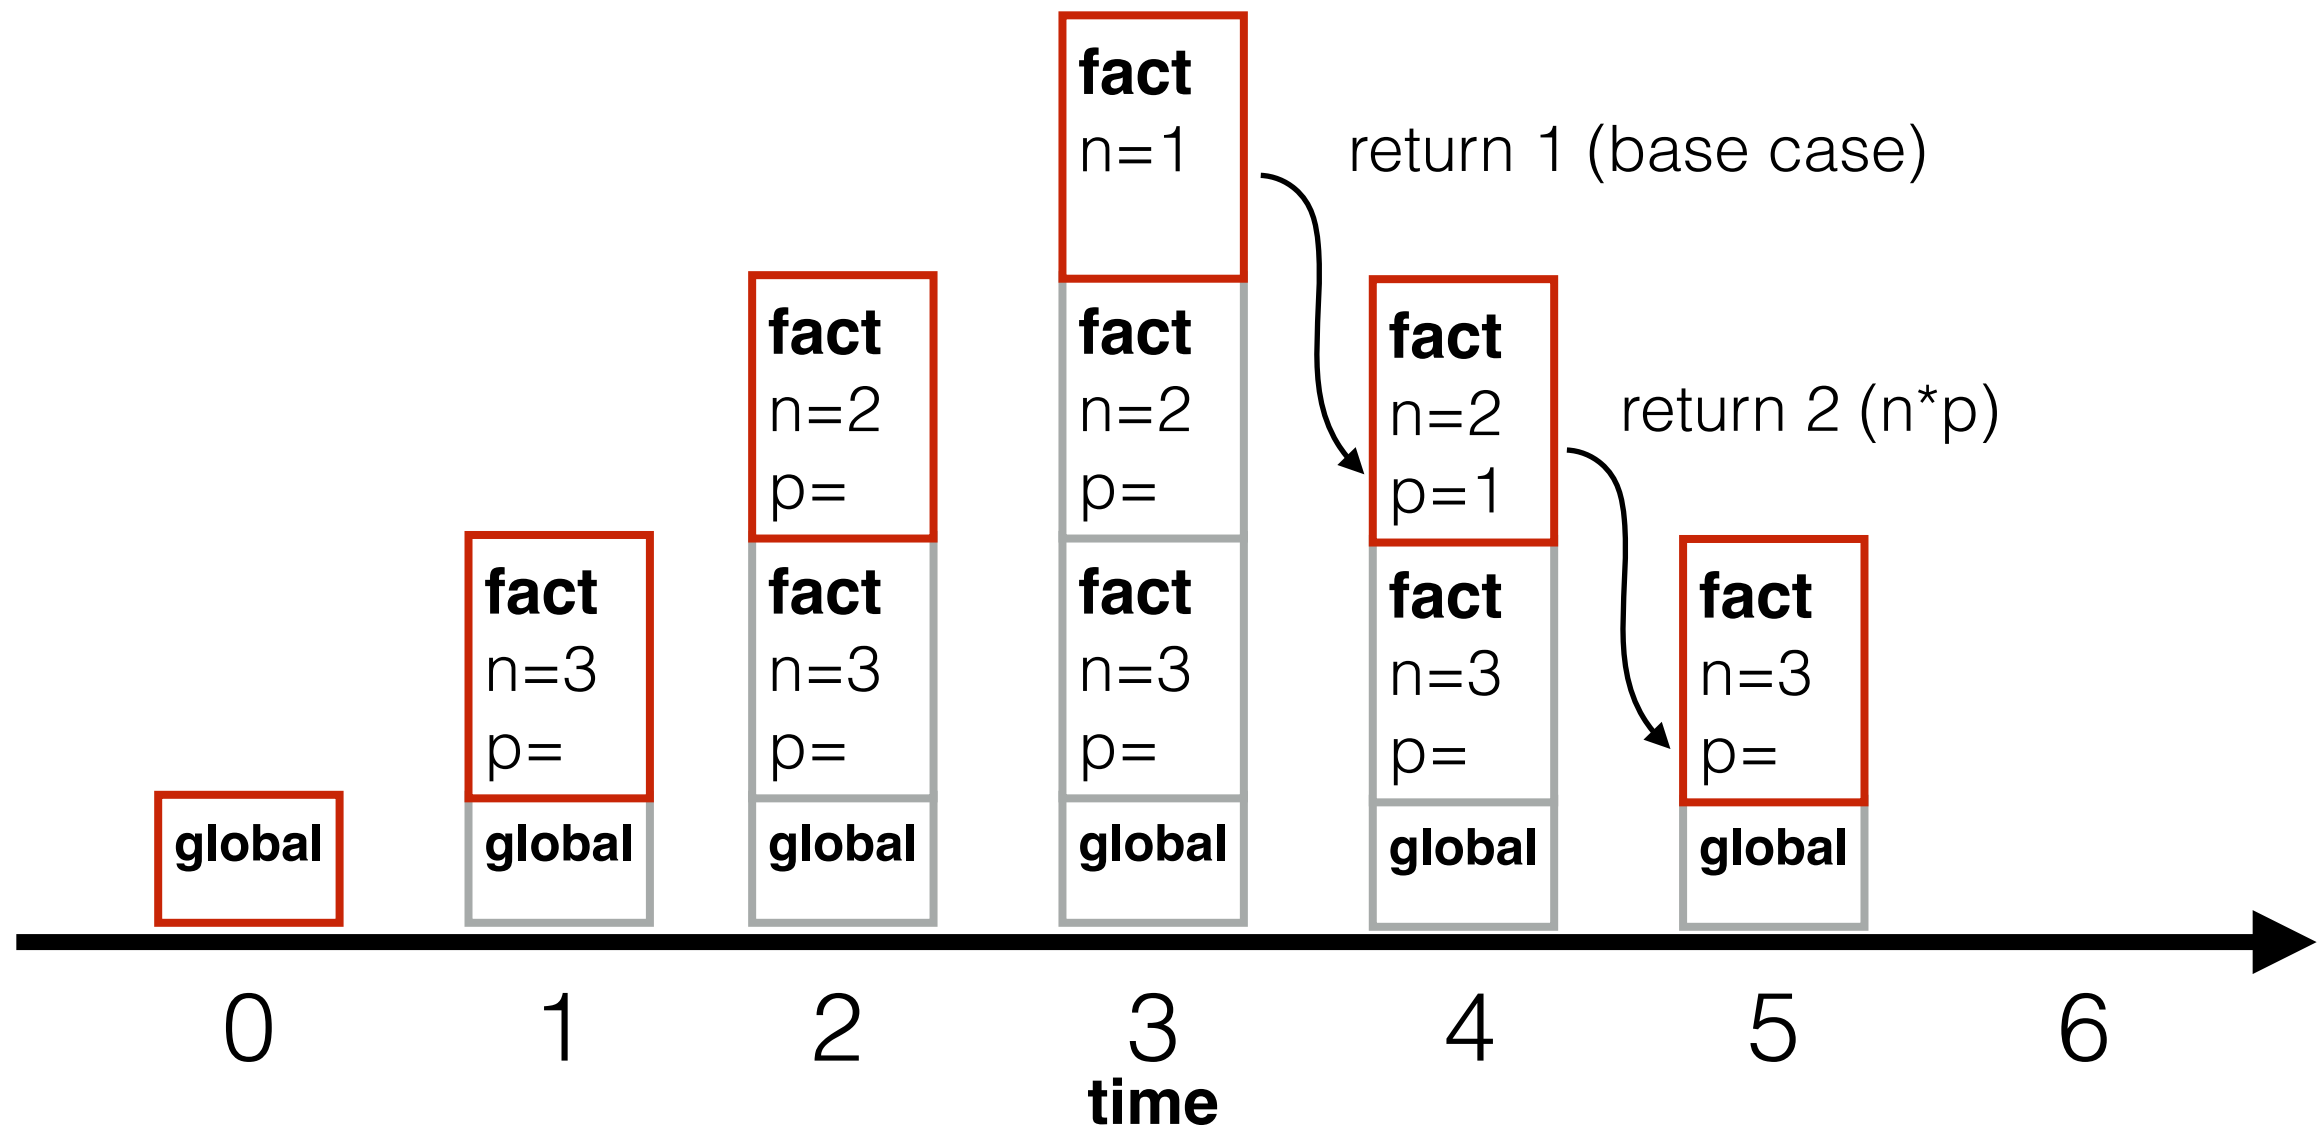 fact
n=1
return 1 (base case)
fact
n=2
p=
fact
n=2
p=
fact
n=2
p=1
return 2 (n*p)
fact
n=3
p=
fact
n=3
p=
fact
n=3
p=
fact
n=3
p=
fact
n=3
p=
global
global
global
global
global
global
0 1 2 3 4 5 6
time